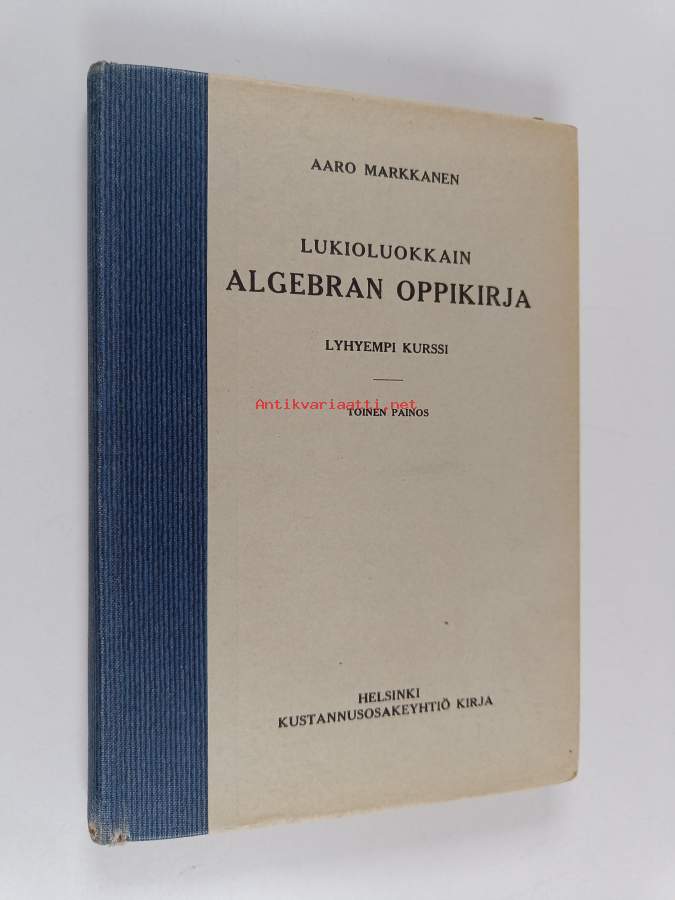 AARO MARKKANEN
LUKIOLUOKKAIN
ALGEBRAN OPPIKIRJA
LYHYEMPI KURSSI
Antikvariaatti.net
TOINEN PAINOS
HELSINKI
KUSTANNUSOSAKEYHTIÖ KIRJA